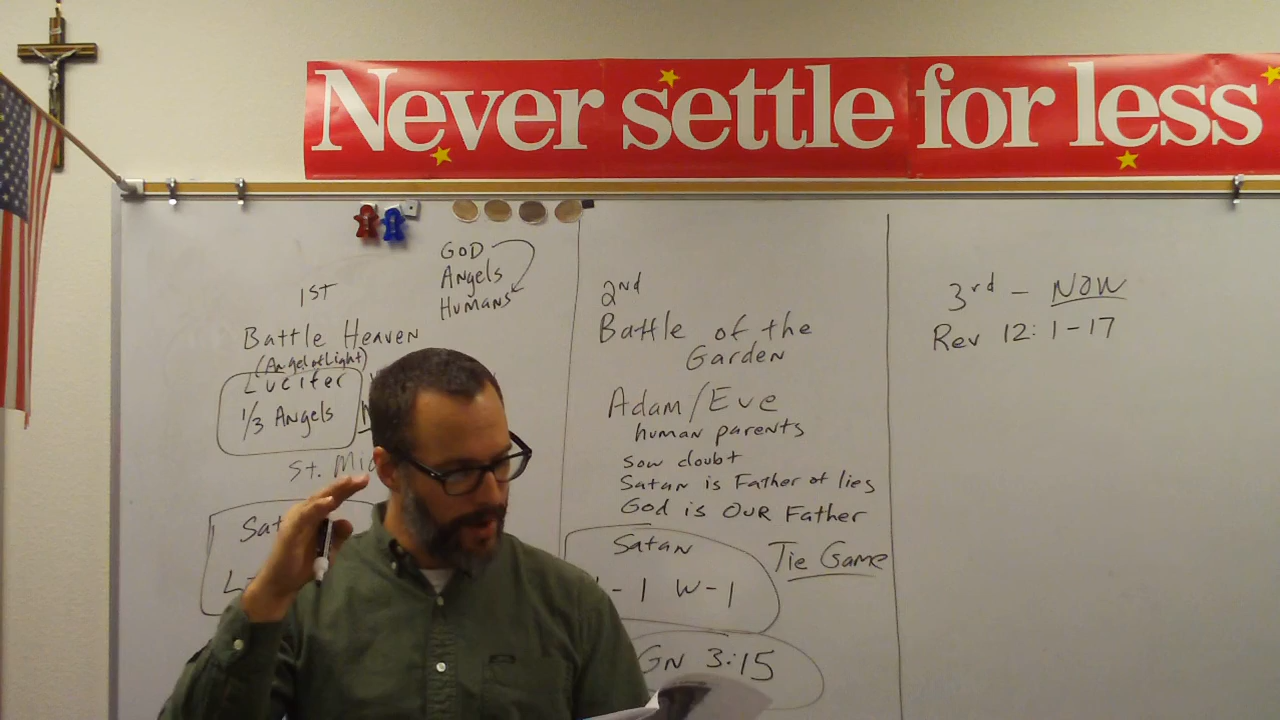 Never settle for less
GOD
Angels
Humans
1ST
Battle Heaven
(Angel of Light)
Lucifer
1/3 Angels
St.
2nd
Battle of the
Garden
Adam/Eve
human parents
sow doubt
Satan is Father of lies
God is OUR Father
Satan
Tie Game
-1 W-1
GN 3:15
3rd - NOW
Rev 12: 1-17